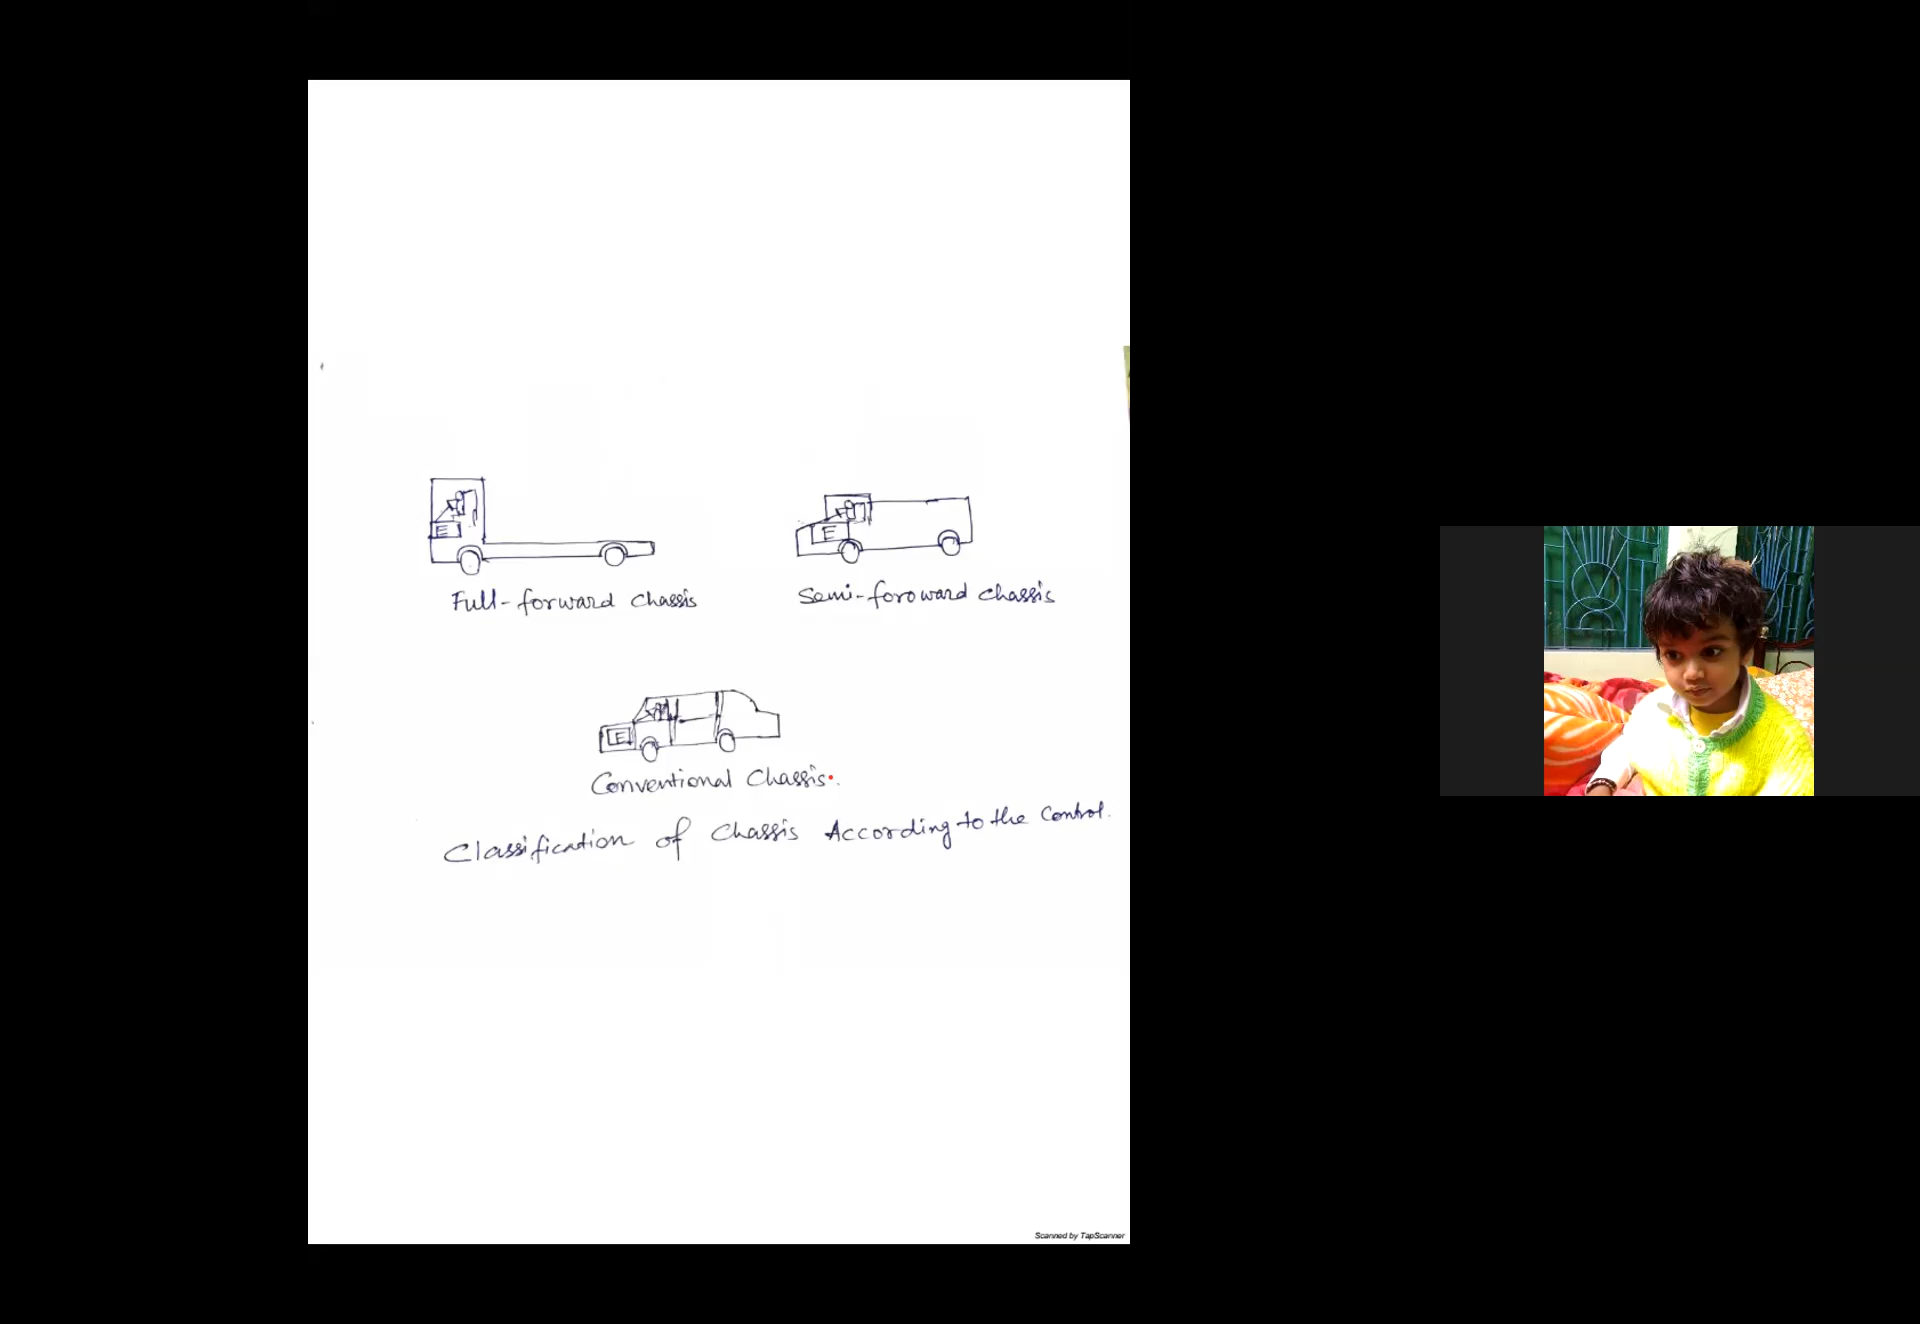 E
E
Full-forward chassis
Semi-foroward chassis
E
Conventional Chassis.
Classification of Chassis According to the Control.
Scanned by TapScanner